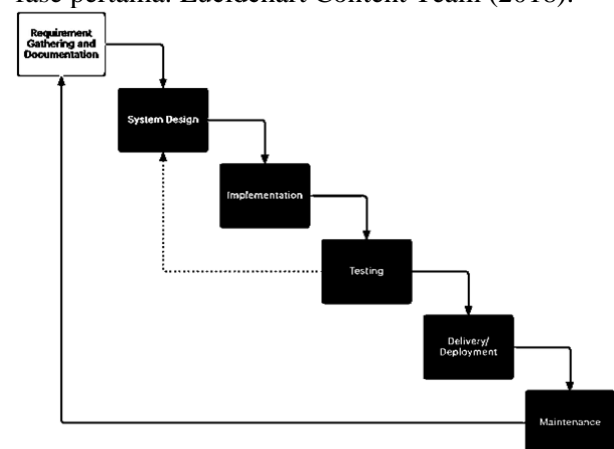 fase pertama. Lucidchart Content Team (2018).
Requirement
Gathering and
Documentation
System Design
Implementation
Testing
Delivery/
Deployment
Maintenance